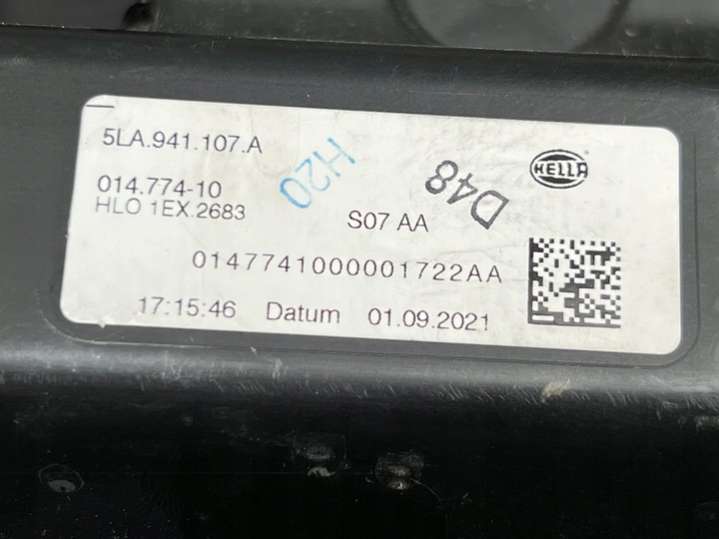 5LA.941.107.A
H20
D48
HELLA
014.774-10
HLO 1EX.2683
S07 AA
0147741000001722AA
17:15:46 Datum 01.09.2021